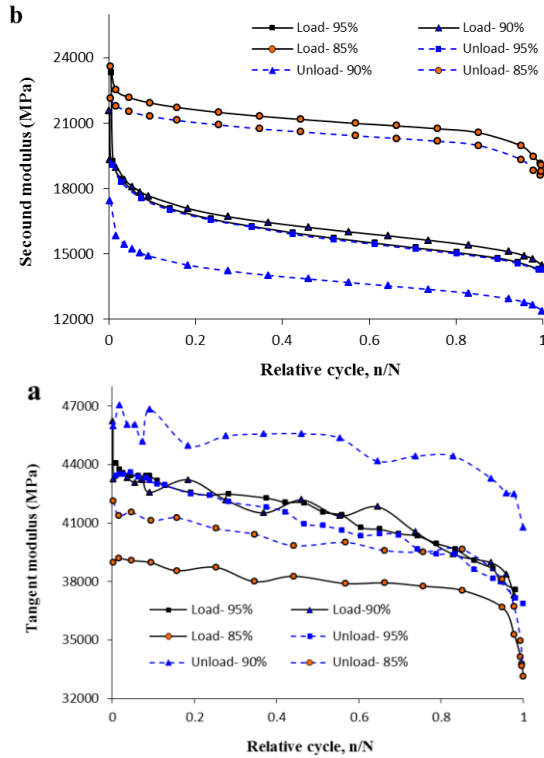 b
Load- 95%
Load- 90%
Load- 85%
Unload- 95%
Unload- 90%
Unload- 85%
24000
21000
18000
15000
12000
Secound modulus (MPa)
0
0.2
0.4
0.6
0.8
1
Relative cycle, n/N
a
47000
44000
41000
38000
35000
32000
Tangent modulus (MPa)
Load- 95%
Load-90%
Load- 85%
Unload- 95%
Unload- 90%
Unload- 85%
0
0.2
0.4
0.6
0.8
1
Relative cycle, n/N